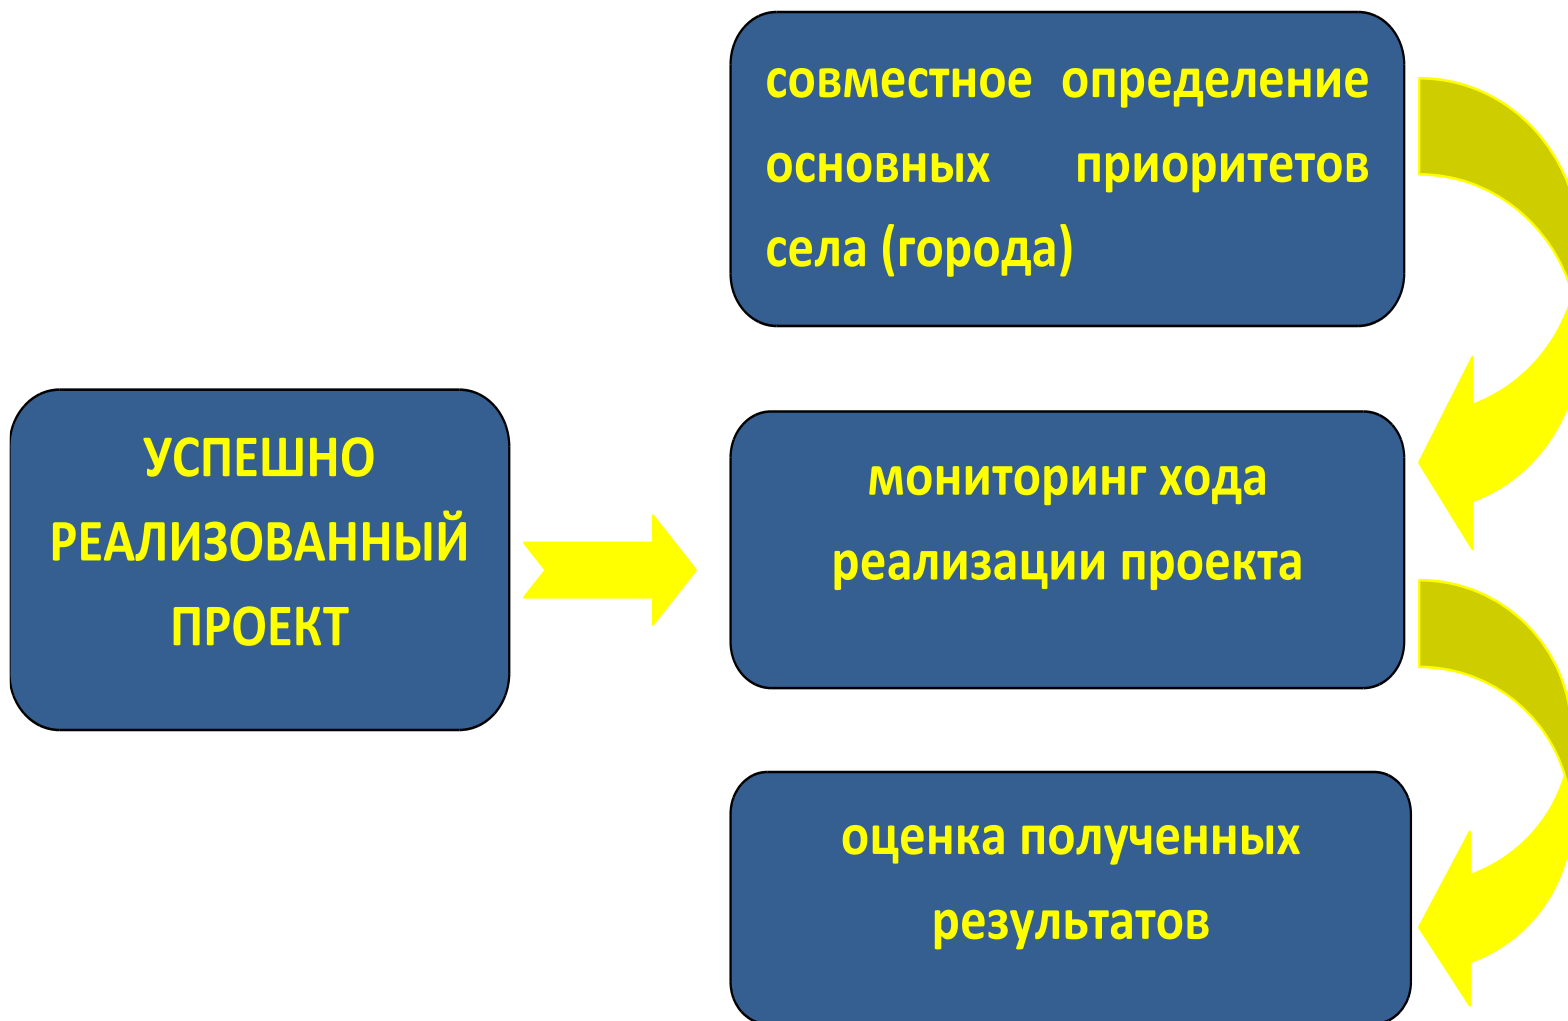 совместное определение
основных приоритетов
села (города)
УСПЕШНО
РЕАЛИЗОВАННЫЙ
ПРОЕКТ
мониторинг хода
реализации проекта
оценка полученных
результатов